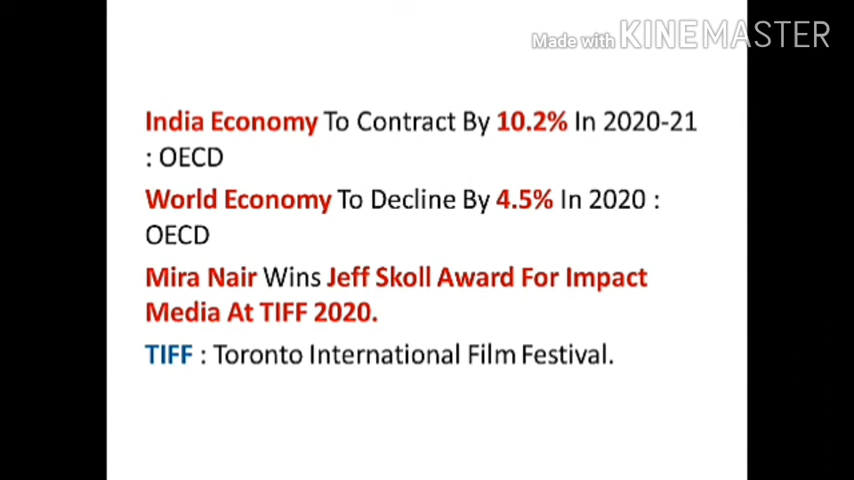 Made with KINEMASTER
India Economy To Contract By 10.2% In 2020-21
: OECD
World Economy To Decline By 4.5% In 2020 :
OECD
Mira Nair Wins Jeff Skoll Award For Impact
Media At TIFF 2020.
TIFF : Toronto International Film Festival.